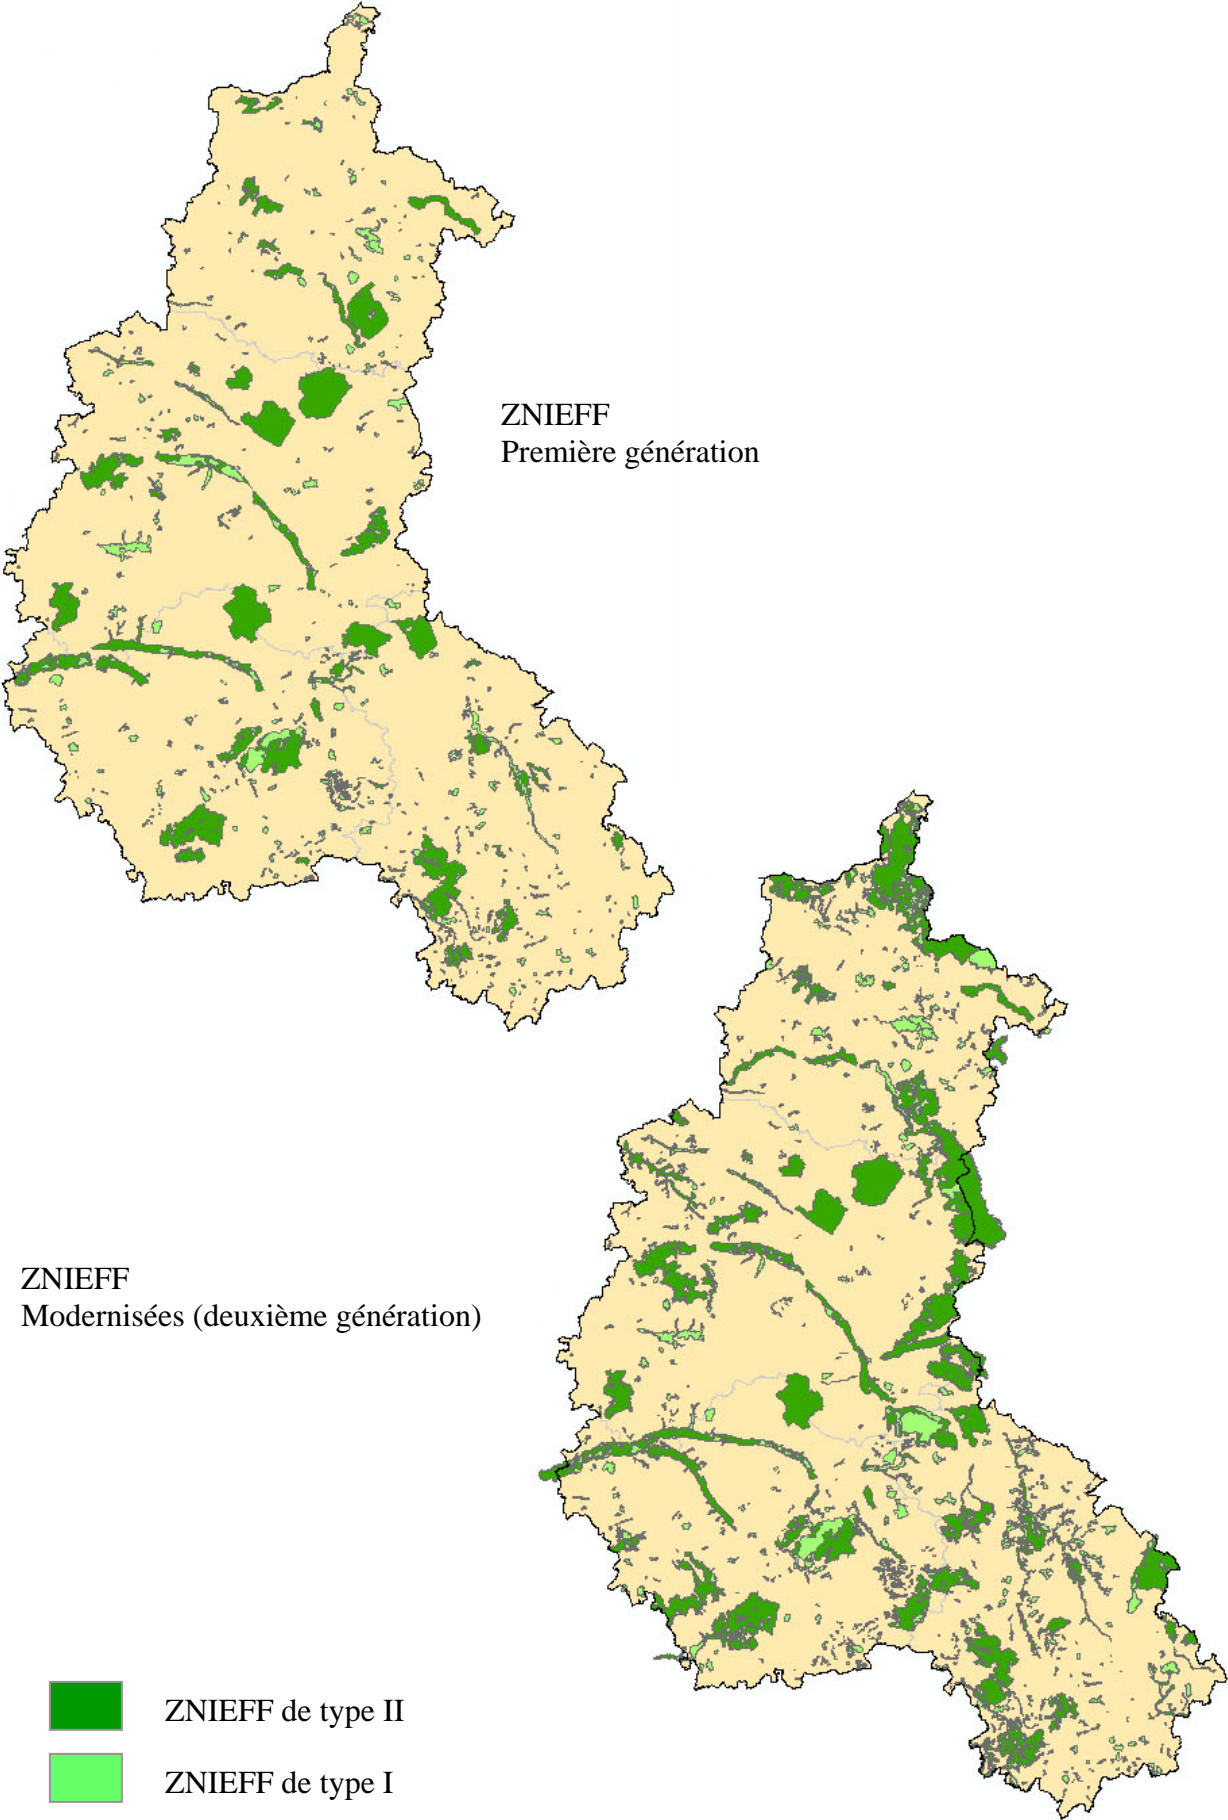 ZNIEFF
Première génération
ZNIEFF
Modernisées (deuxième génération)
ZNIEFF de type II
ZNIEFF de type I